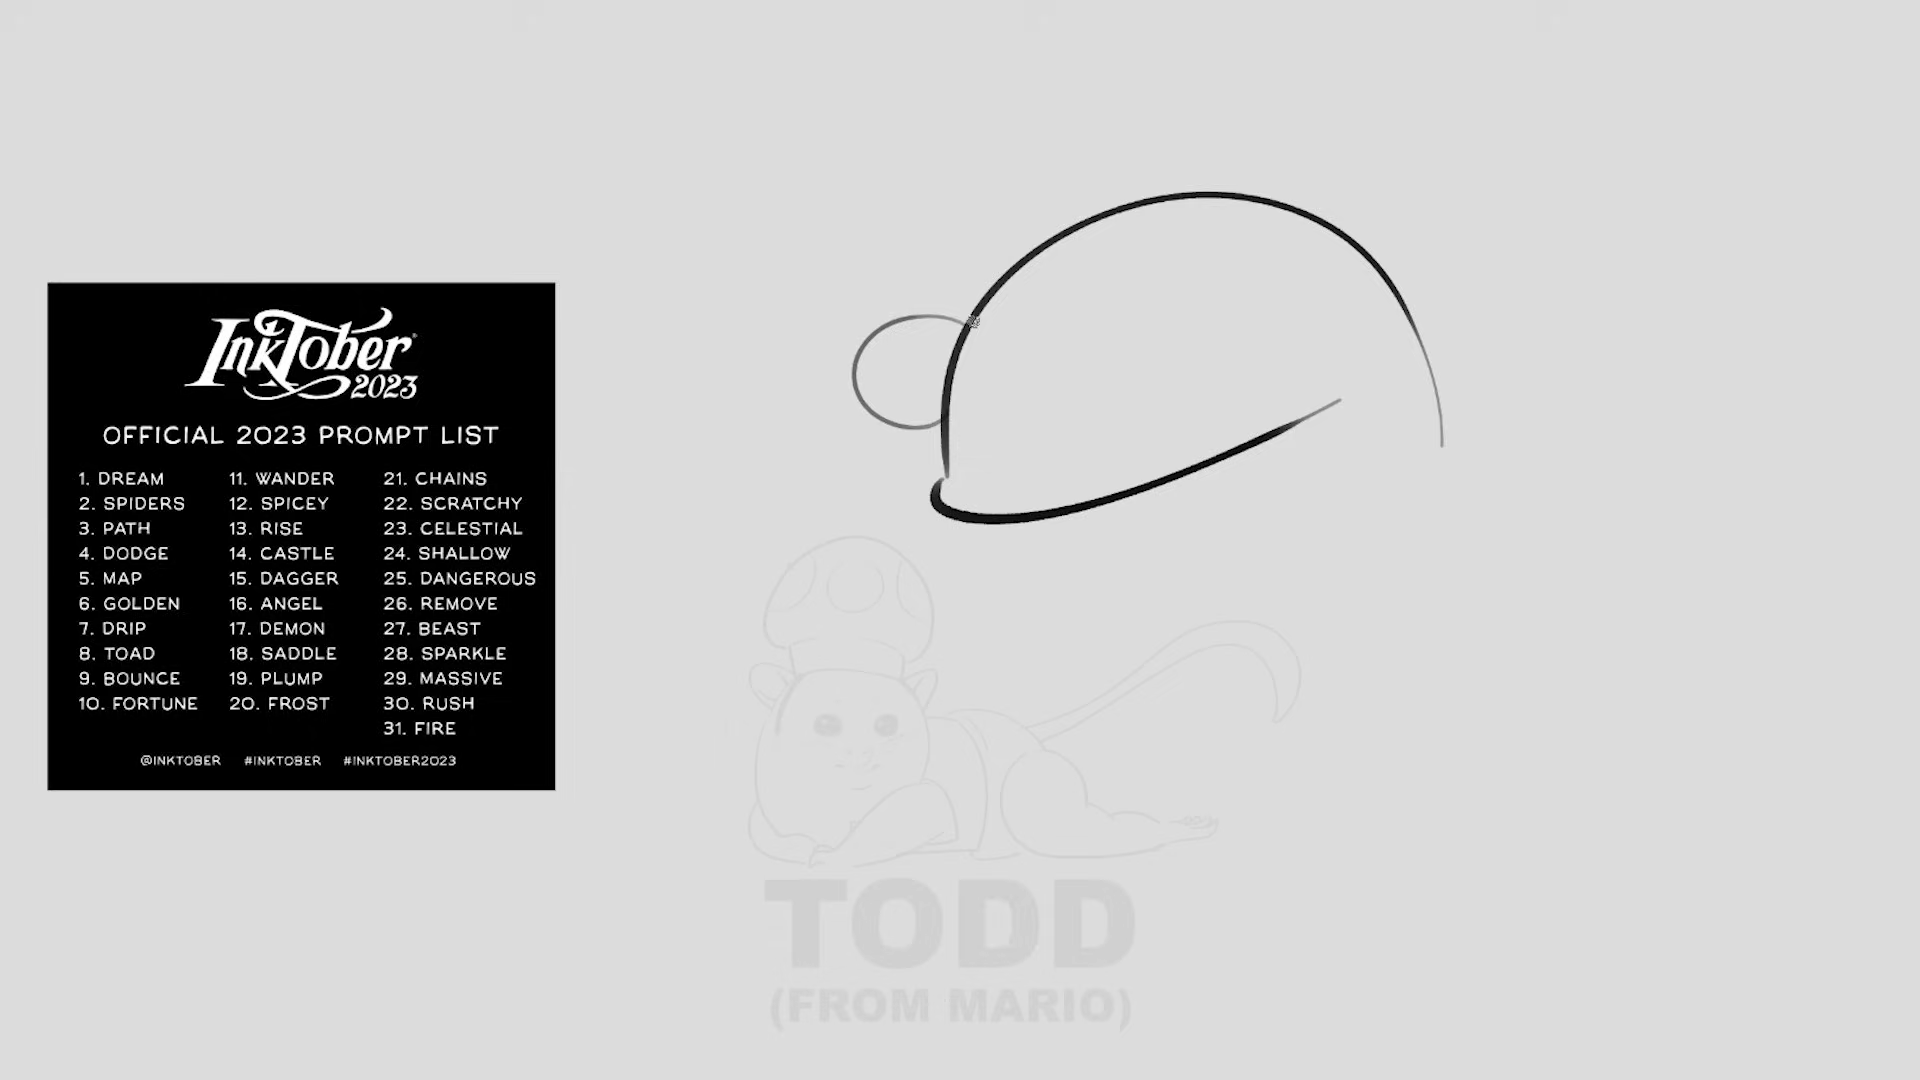 InkTober
2023
OFFICIAL 2023 PROMPT LIST
1. DREAM
2. SPIDERS
3. PATH
4. DODGE
5. MAP
6. GOLDEN
7. DRIP
8. TOAD
9. BOUNCE
10. FORTUNE
11. WANDER
12. SPICEY
13. RISE
14. CASTLE
15. DAGGER
16. ANGEL
17. DEMON
18. SADDLE
19. PLUMP
20. FROST
21. CHAINS
22. SCRATCHY
23. CELESTIAL
24. SHALLOW
25. DANGEROUS
26. REMOVE
27. BEAST
28. SPARKLE
29. MASSIVE
30. RUSH
31. FIRE
@INKTOBER #INKTOBER #INKTOBER2023
TODD
(FROM MARIO)